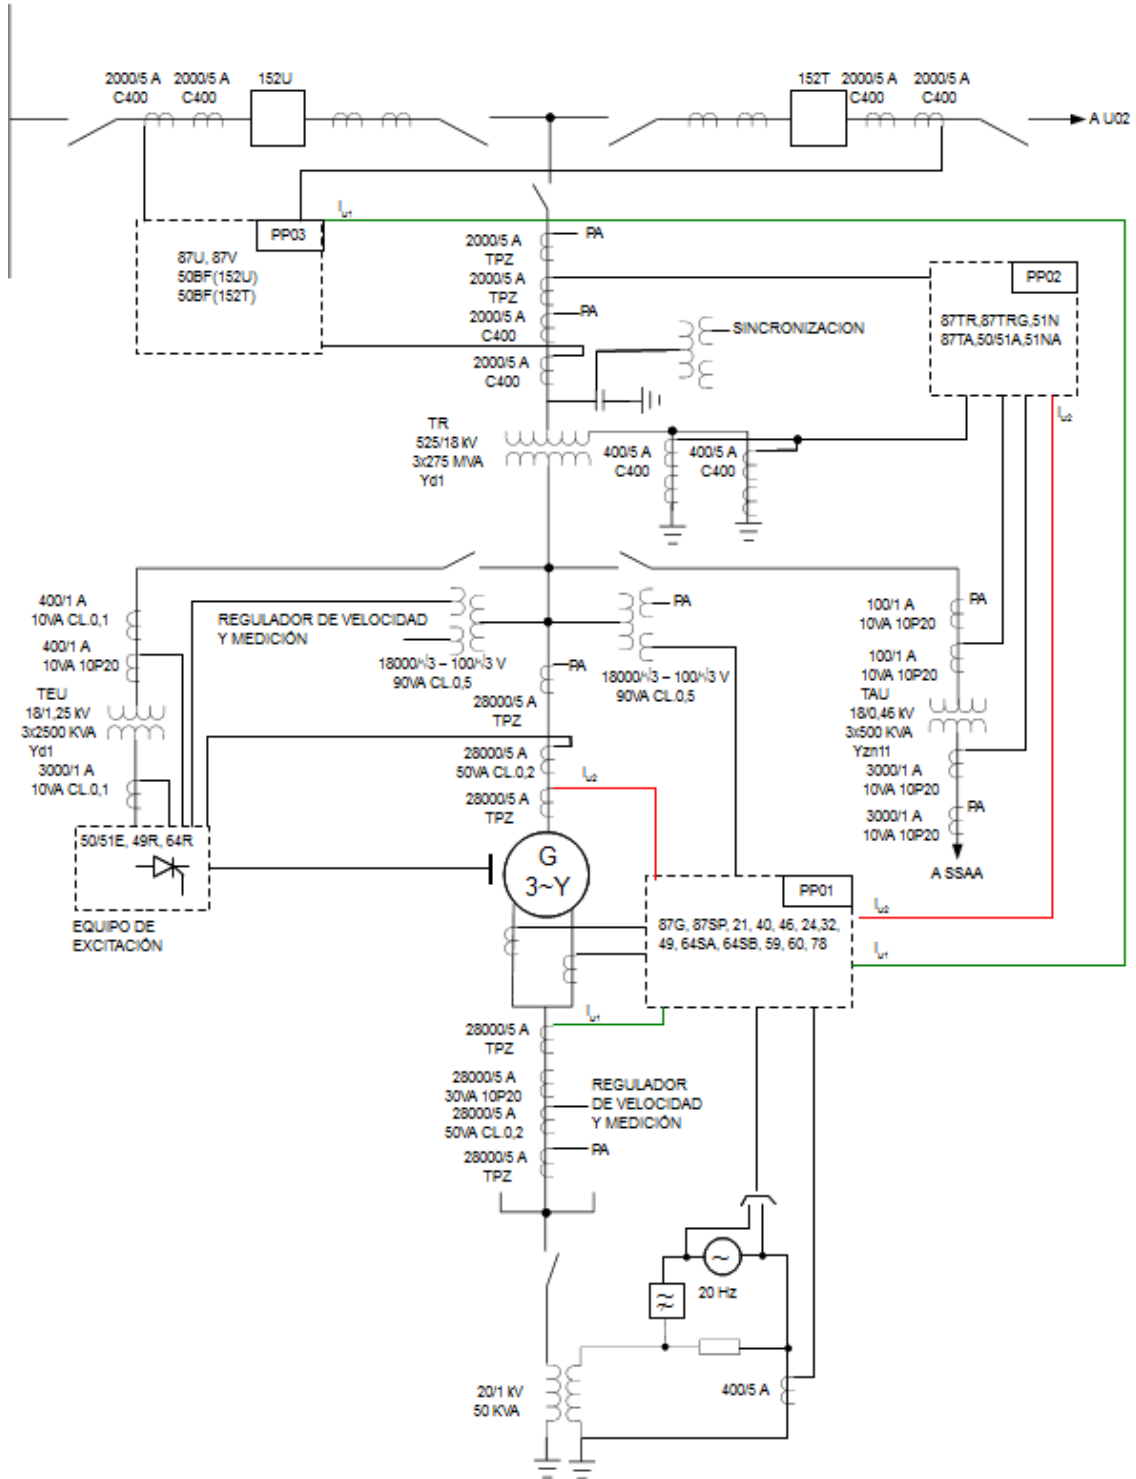 2000/5 A
C400
2000/5 A
C400
152U
152T
2000/5 A
C400
2000/5 A
C400
A U02
Iu1
PP03
87U, 87V
50BF(152U)
50BF(152T)
2000/5 A
TPZ
PA
2000/5 A
TPZ
2000/5 A
C400
PA
2000/5 A
C400
SINCRONIZACION
PP02
87TR,87TRG,51N
87TA,50/51A,51NA
Iu2
TR
525/18 kV
3x275 MVA
Yd1
400/5 A
C400
400/5 A
C400
400/1 A
10VA CL.0,1
400/1 A
10VA 10P20
TEU
18/1,25 kV
3x2500 KVA
Yd1
3000/1 A
10VA CL.0,1
REGULADOR DE VELOCIDAD
Y MEDICIÓN
18000/√3 – 100/√3 V
90VA CL.0,5
PA
18000/√3 – 100/√3 V
90VA CL.0,5
PA
28000/5 A
TPZ
28000/5 A
50VA CL.0,2
Iu2
28000/5 A
TPZ
100/1 A
10VA 10P20
PA
100/1 A
10VA 10P20
TAU
18/0,46 kV
3x500 KVA
Yzn11
3000/1 A
10VA 10P20
PA
3000/1 A
10VA 10P20
A SSAA
50/51E, 49R, 64R
EQUIPO DE
EXCITACIÓN
G
3~Y
PP01
87G, 87SP, 21, 40, 46, 24,32,
49, 64SA, 64SB, 59, 60, 78
Iu2
Iu1
Iu1
28000/5 A
TPZ
28000/5 A
30VA 10P20
28000/5 A
50VA CL.0,2
REGULADOR
DE VELOCIDAD
Y MEDICIÓN
PA
28000/5 A
TPZ
~
20 Hz
20/1 kV
50 KVA
400/5 A